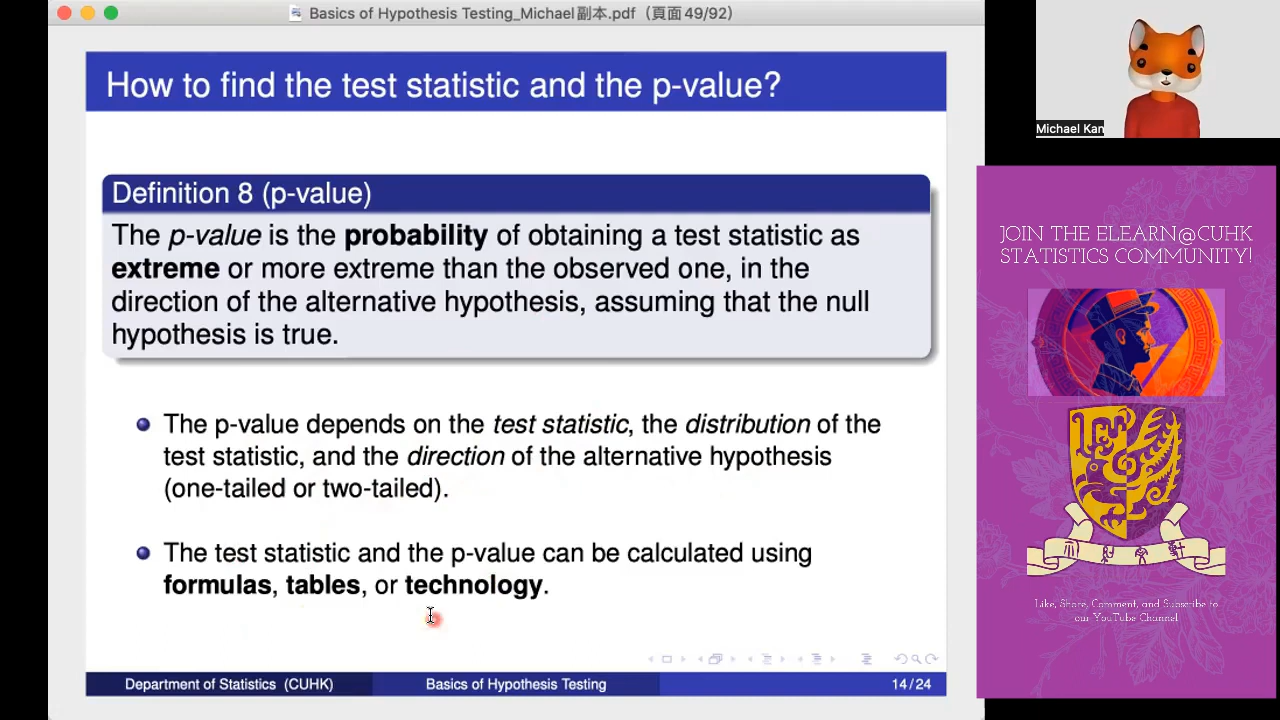 Basics of Hypothesis Testing_Michael副本.pdf（頁面 49/92）
How to find the test statistic and the p-value?
Definition 8 (p-value)
The p-value is the probability of obtaining a test statistic as
extreme or more extreme than the observed one, in the
direction of the alternative hypothesis, assuming that the null
hypothesis is true.
The p-value depends on the test statistic, the distribution of the
test statistic, and the direction of the alternative hypothesis
(one-tailed or two-tailed).
The test statistic and the p-value can be calculated using
formulas, tables, or technology.
Department of Statistics (CUHK)
Basics of Hypothesis Testing
14/24
Michael Kan
JOIN THE ELEARN@CUHK
STATISTICS COMMUNITY!
Like, Share, Comment, and Subscribe to
our YouTube Channel